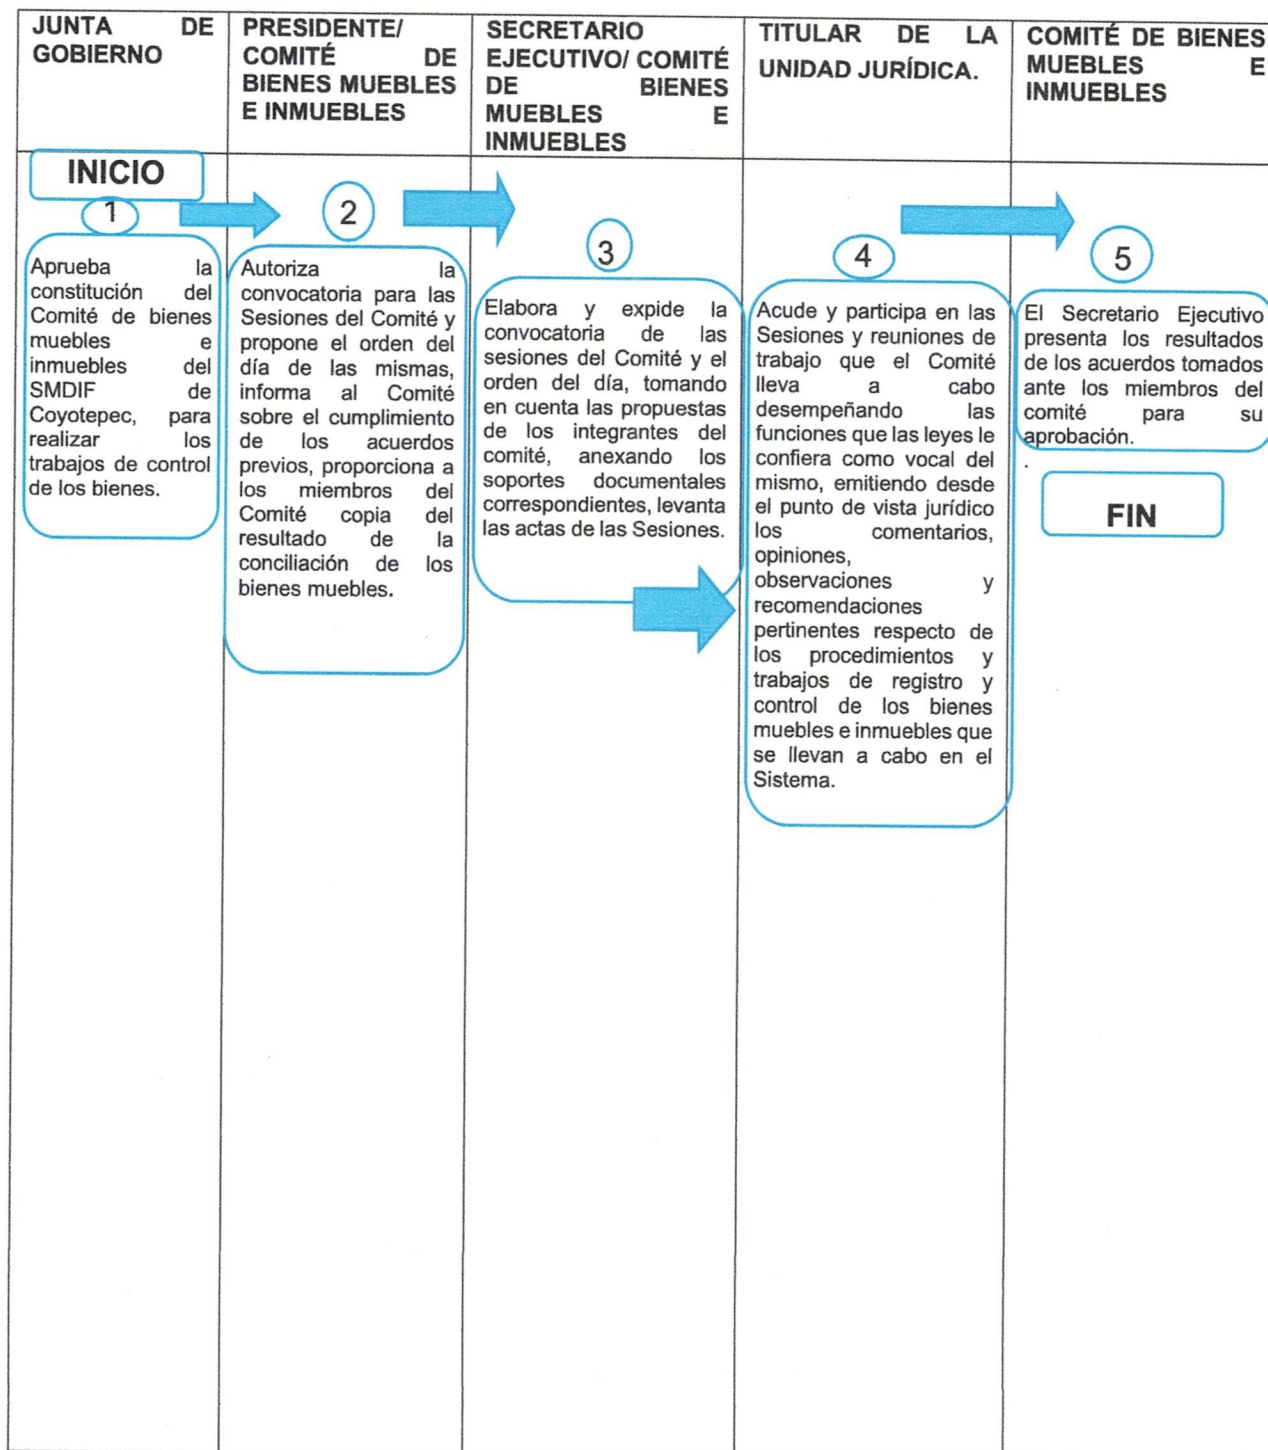 JUNTA DE
GOBIERNO
PRESIDENTE/
COMITÉ DE
BIENES MUEBLES
E INMUEBLES
SECRETARIO
EJECUTIVO/ COMITÉ
DE BIENES
MUEBLES E
INMUEBLES
TITULAR DE LA
UNIDAD JURÍDICA.
COMITÉ DE BIENES
MUEBLES E
INMUEBLES
INICIO
1
Aprueba la
constitución del
Comité de bienes
muebles e
inmuebles del
SMDIF de
Coyotepec, para
realizar los
trabajos de control
de los bienes.
2
Autoriza la
convocatoria para las
Sesiones del Comité y
propone el orden del
día de las mismas,
informa al Comité
sobre el cumplimiento
de los acuerdos
previos, proporciona a
los miembros del
Comité copia del
resultado de la
conciliación de los
bienes muebles.
3
Elabora y expide la
convocatoria de las
sesiones del Comité y el
orden del día, tomando
en cuenta las propuestas
de los integrantes del
comité, anexando los
soportes documentales
correspondientes, levanta
las actas de las Sesiones.
4
Acude y participa en las
Sesiones y reuniones de
trabajo que el Comité
lleva a cabo
desempeñando las
funciones que las leyes le
confiera como vocal del
mismo, emitiendo desde
el punto de vista jurídico
los comentarios,
opiniones,
observaciones y
recomendaciones
pertinentes respecto de
los procedimientos y
trabajos de registro y
control de los bienes
muebles e inmuebles que
se llevan a cabo en el
Sistema.
5
El Secretario Ejecutivo
presenta los resultados
de los acuerdos tomados
ante los miembros del
comité para su
aprobación.
.
FIN